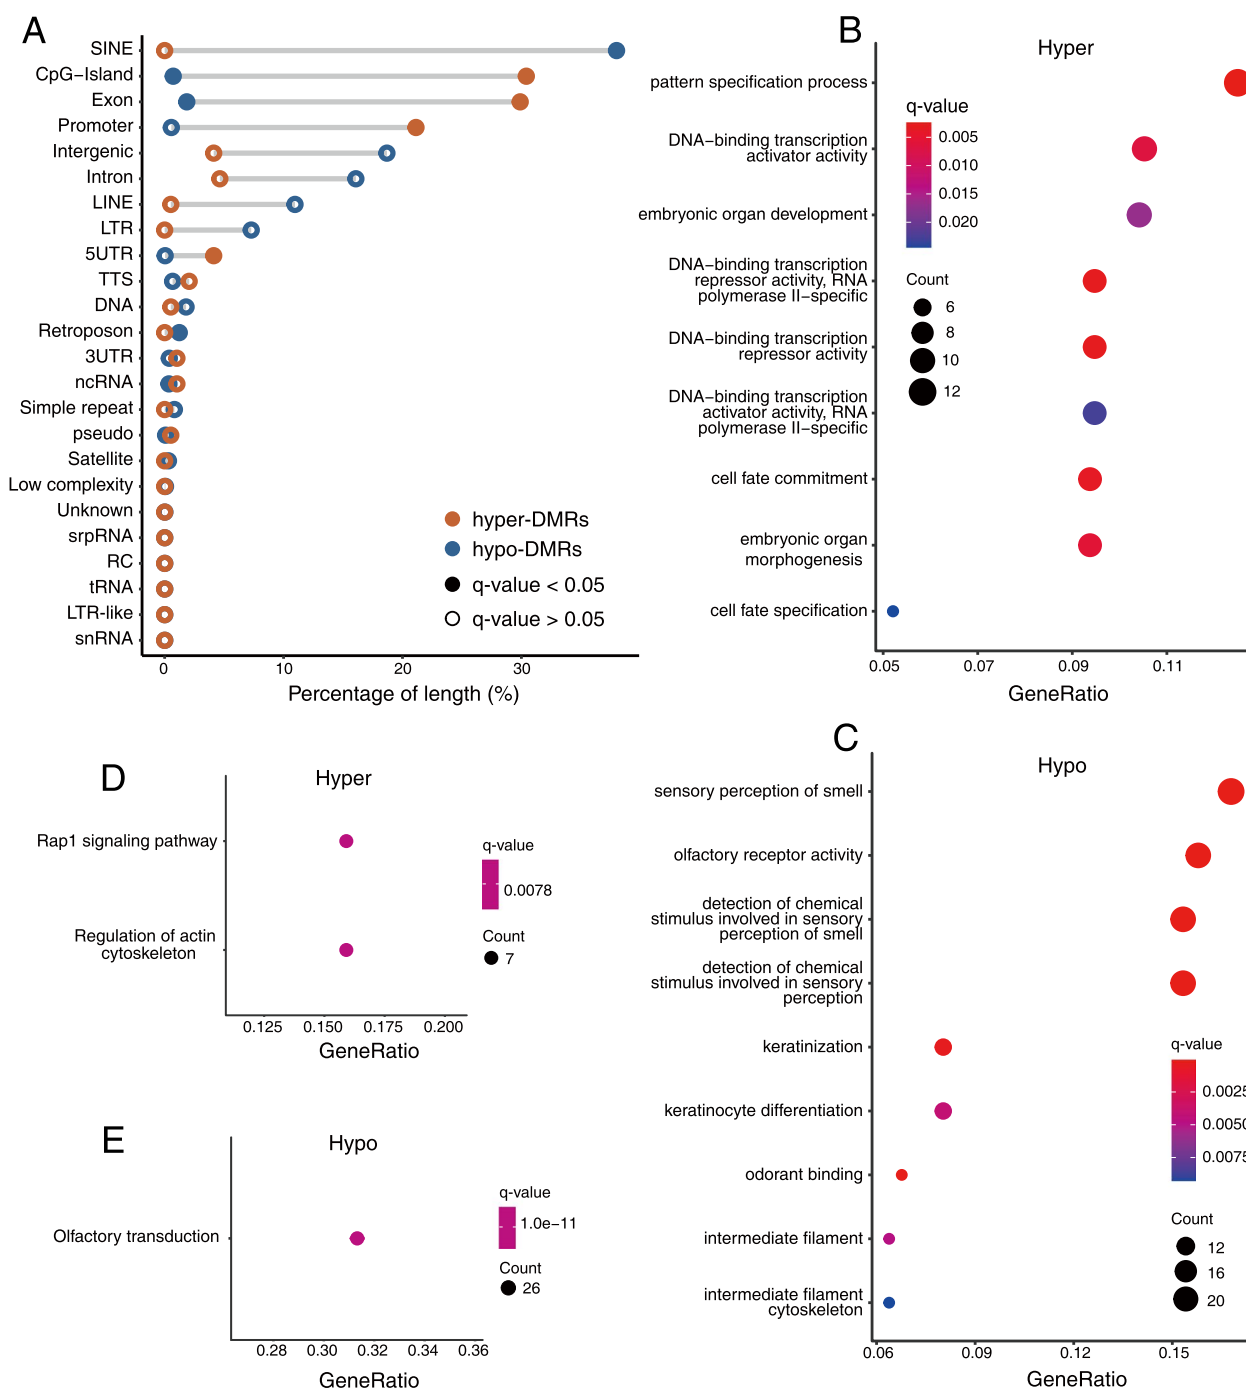 A
SINE
CpG−Island
Exon
Promoter
Intergenic
Intron
LINE
LTR
5UTR
TTS
DNA
Retroposon
3UTR
ncRNA
Simple repeat
pseudo
Satellite
Low complexity
Unknown
srpRNA
RC
tRNA
LTR-like
snRNA
hyper-DMRs
hypo-DMRs
q-value < 0.05
q-value > 0.05
0 10 20 30
Percentage of length (%)
B
Hyper
pattern specification process
DNA−binding transcription
activator activity
embryonic organ development
DNA−binding transcription
repressor activity, RNA
polymerase II−specific
DNA−binding transcription
repressor activity
DNA−binding transcription
activator activity, RNA
polymerase II−specific
cell fate commitment
embryonic organ
morphogenesis
cell fate specification
q-value
0.005
0.010
0.015
0.020
Count
6
8
10
12
0.05 0.07 0.09 0.11
GeneRatio
C
Hypo
sensory perception of smell
olfactory receptor activity
detection of chemical
stimulus involved in sensory
perception of smell
detection of chemical
stimulus involved in sensory
perception
keratinization
keratinocyte differentiation
odorant binding
intermediate filament
intermediate filament
cytoskeleton
q-value
0.0025
0.0050
0.0075
Count
12
16
20
0.06 0.09 0.12 0.15
GeneRatio
D
Hyper
Rap1 signaling pathway
Regulation of actin
cytoskeleton
q-value
0.0078
Count
7
0.125 0.150 0.175 0.200
GeneRatio
E
Hypo
Olfactory transduction
q-value
1.0e−11
Count
26
0.28 0.30 0.32 0.34 0.36
GeneRatio